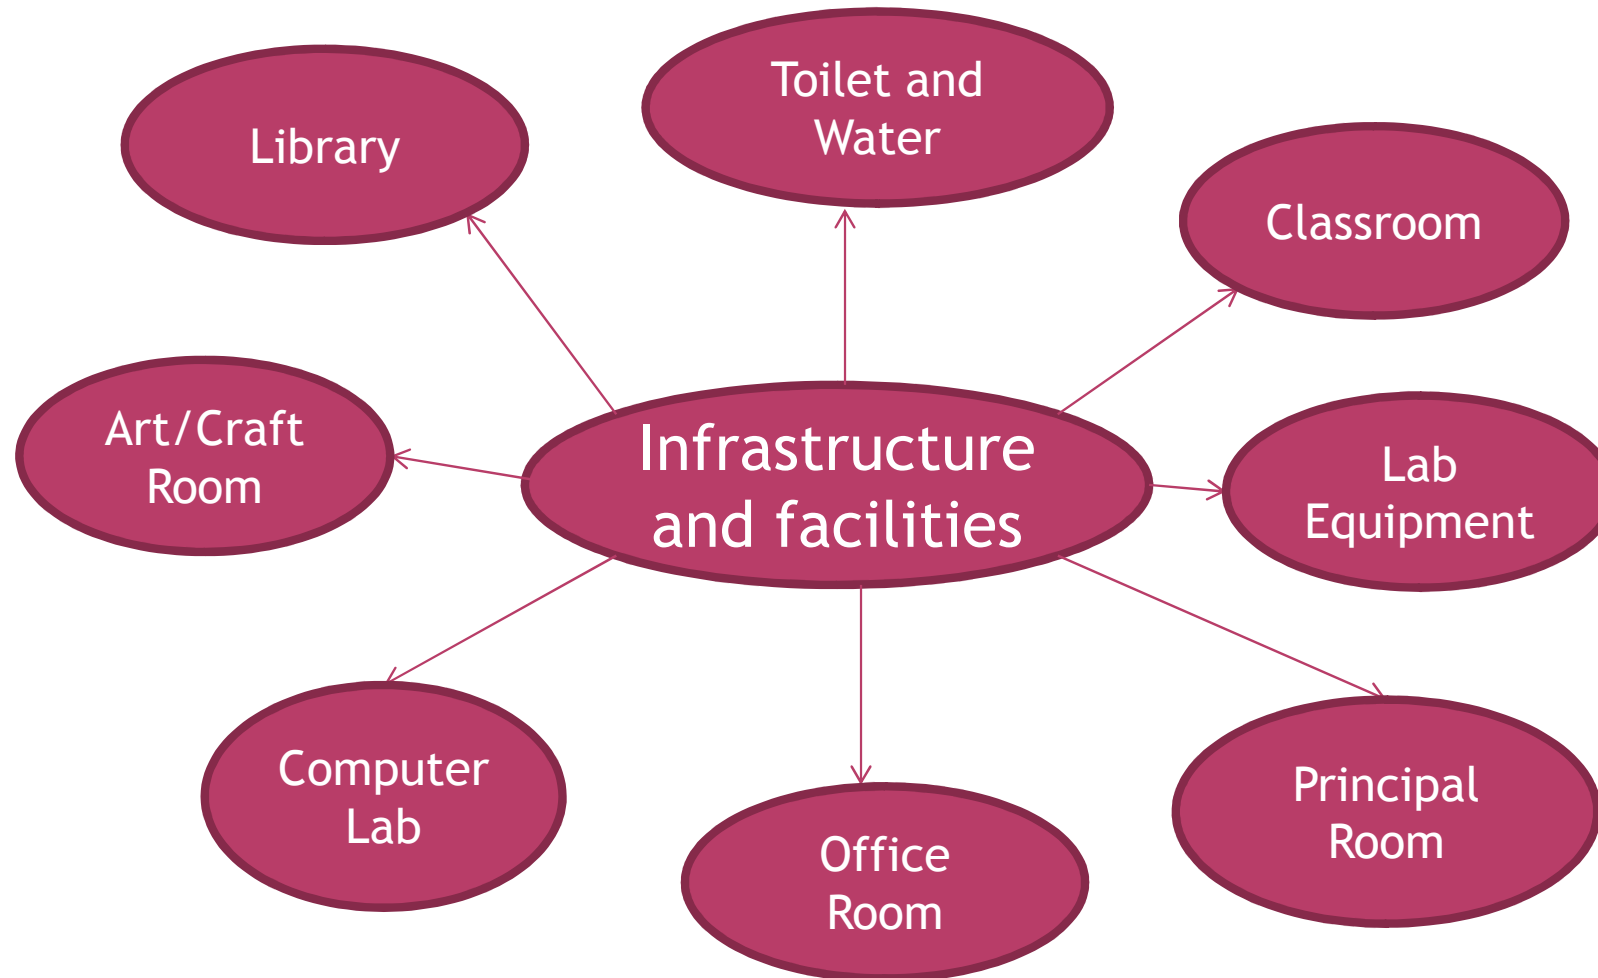 Toilet and
Water
Library
Classroom
Art/Craft
Room
Infrastructure
and facilities
Lab
Equipment
Computer
Lab
Office
Room
Principal
Room